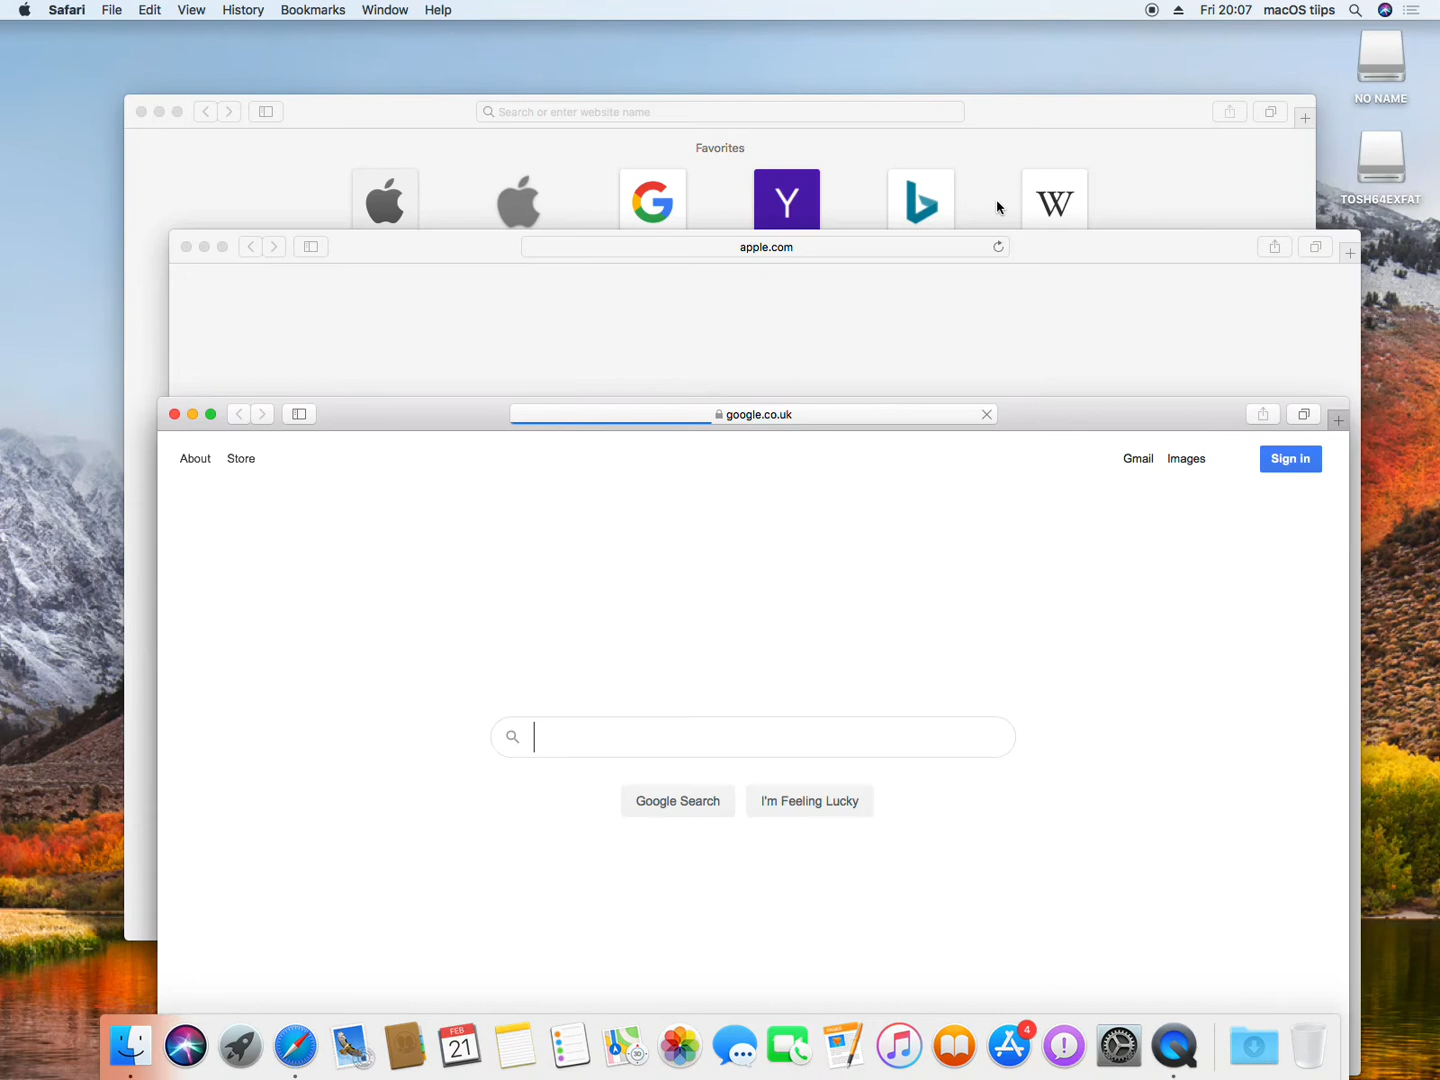 Safari File Edit View History Bookmarks Window Help Fri 20:07 macOS tiips
NO NAME
Search or enter website name
Favorites
G Y b W
TOSH64EXFAT
apple.com
google.co.uk
About Store Gmail Images Sign in
Google Search I'm Feeling Lucky
FEB
21
3D
4